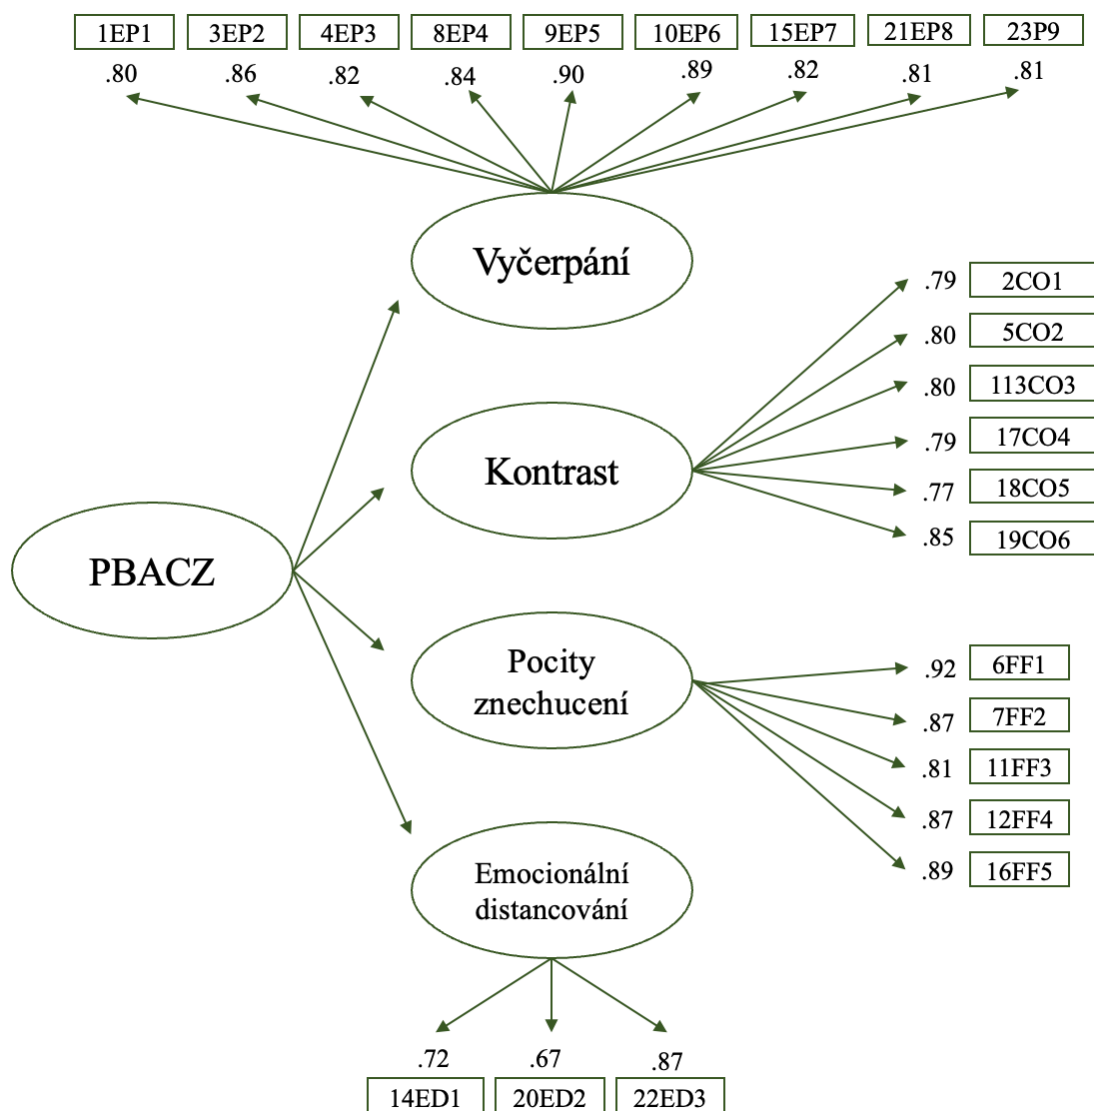 1EP1 3EP2 4EP3 8EP4 9EP5 10EP6 15EP7 21EP8 23P9
.80 .86 .82 .84 .90 .89 .82 .81 .81
Vyčerpání
.79 2CO1
.80 5CO2
.80 113CO3
.79 17CO4
.77 18CO5
.85 19CO6
Kontrast
PBACZ
Pocity
znechucení
.92 6FF1
.87 7FF2
.81 11FF3
.87 12FF4
.89 16FF5
Emocionální
distancování
.72 .67 .87
14ED1 20ED2 22ED3